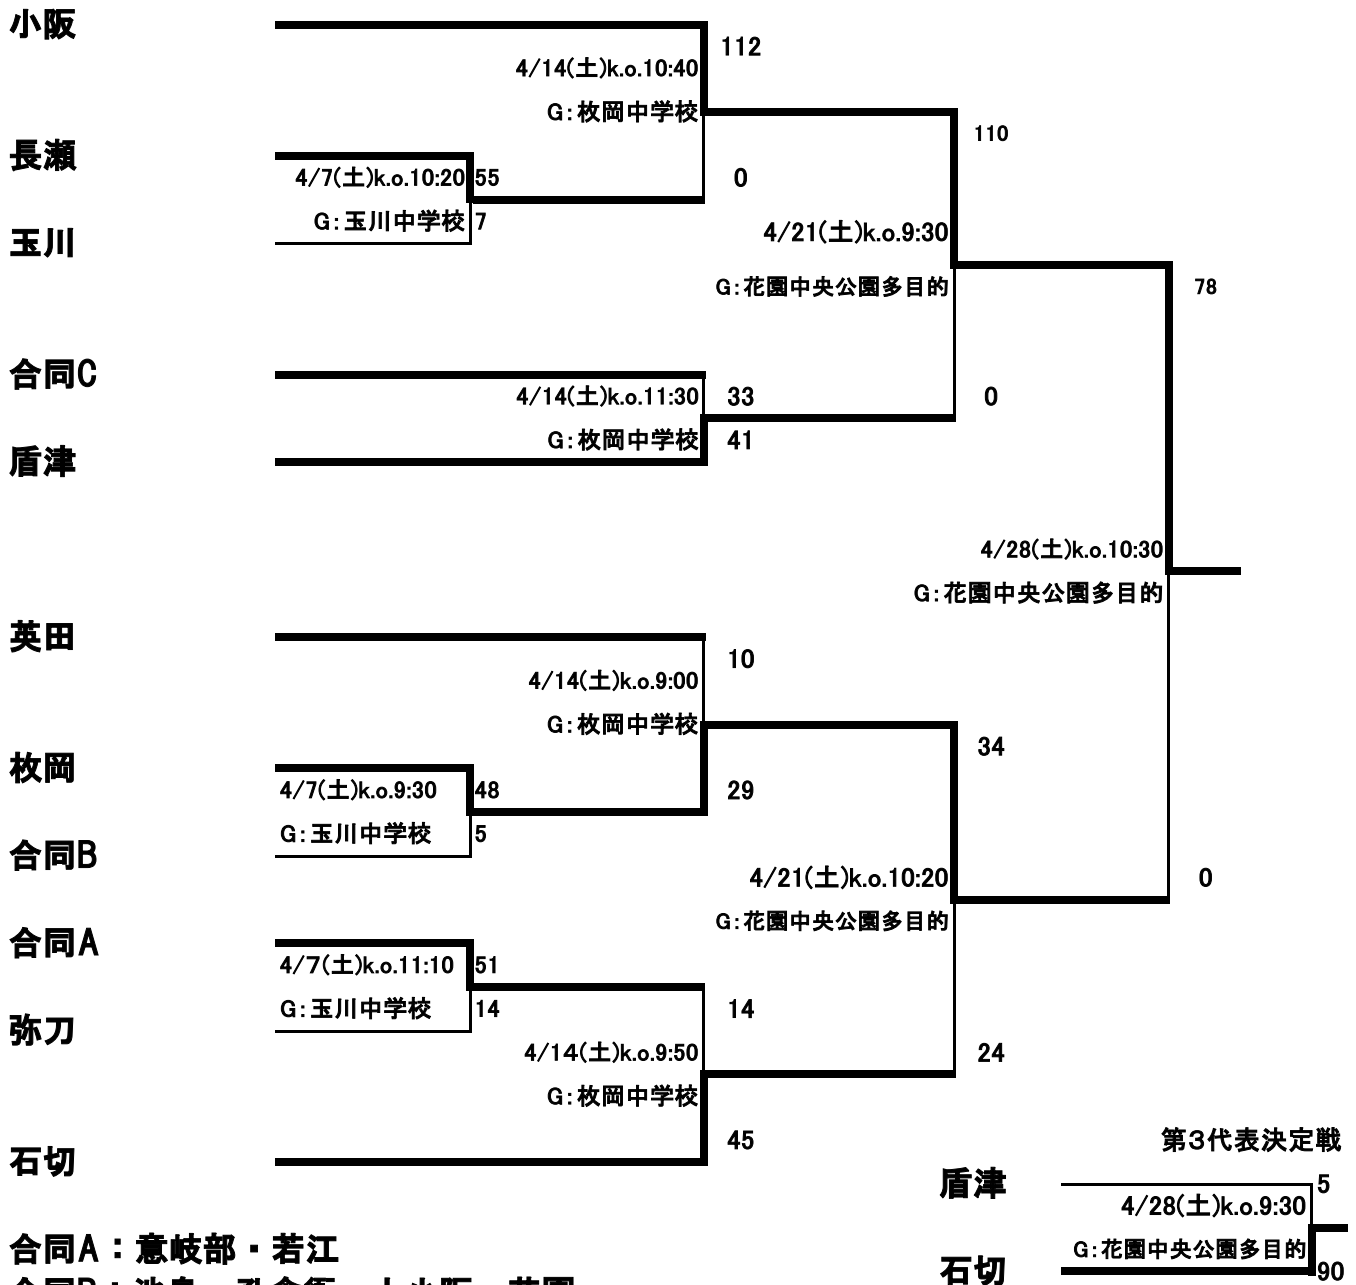 小阪
112
4/14(土)k.o.10:40
G:枚岡中学校
110
長瀬
4/7(土)k.o.10:20 55
0
G:玉川中学校 7
玉川
4/21(土)k.o.9:30
G:花園中央公園多目的
78
合同C
4/14(土)k.o.11:30
33
0
G:枚岡中学校
41
盾津
4/28(土)k.o.10:30
G:花園中央公園多目的
英田
10
4/14(土)k.o.9:00
G:枚岡中学校
34
枚岡
4/7(土)k.o.9:30 48
29
G:玉川中学校 5
合同B
4/21(土)k.o.10:20
0
G:花園中央公園多目的
合同A
4/7(土)k.o.11:10 51
G:玉川中学校 14
14
弥刀
4/14(土)k.o.9:50
24
G:枚岡中学校
45
石切
第3代表決定戦
盾津
5
4/28(土)k.o.9:30
G:花園中央公園多目的
石切
90
合同A:意岐部・若江